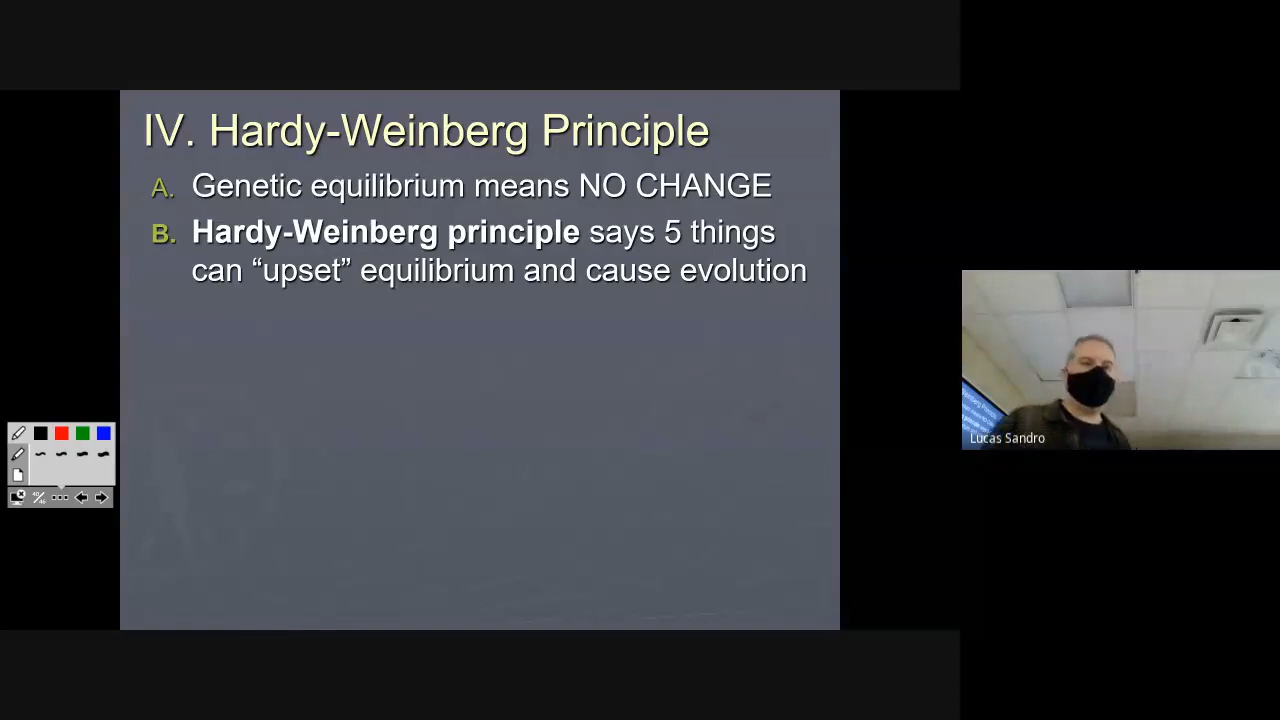 IV. Hardy-Weinberg Principle
A. Genetic equilibrium means NO CHANGE
B. Hardy-Weinberg principle says 5 things
can “upset” equilibrium and cause evolution
Lucas Sandro